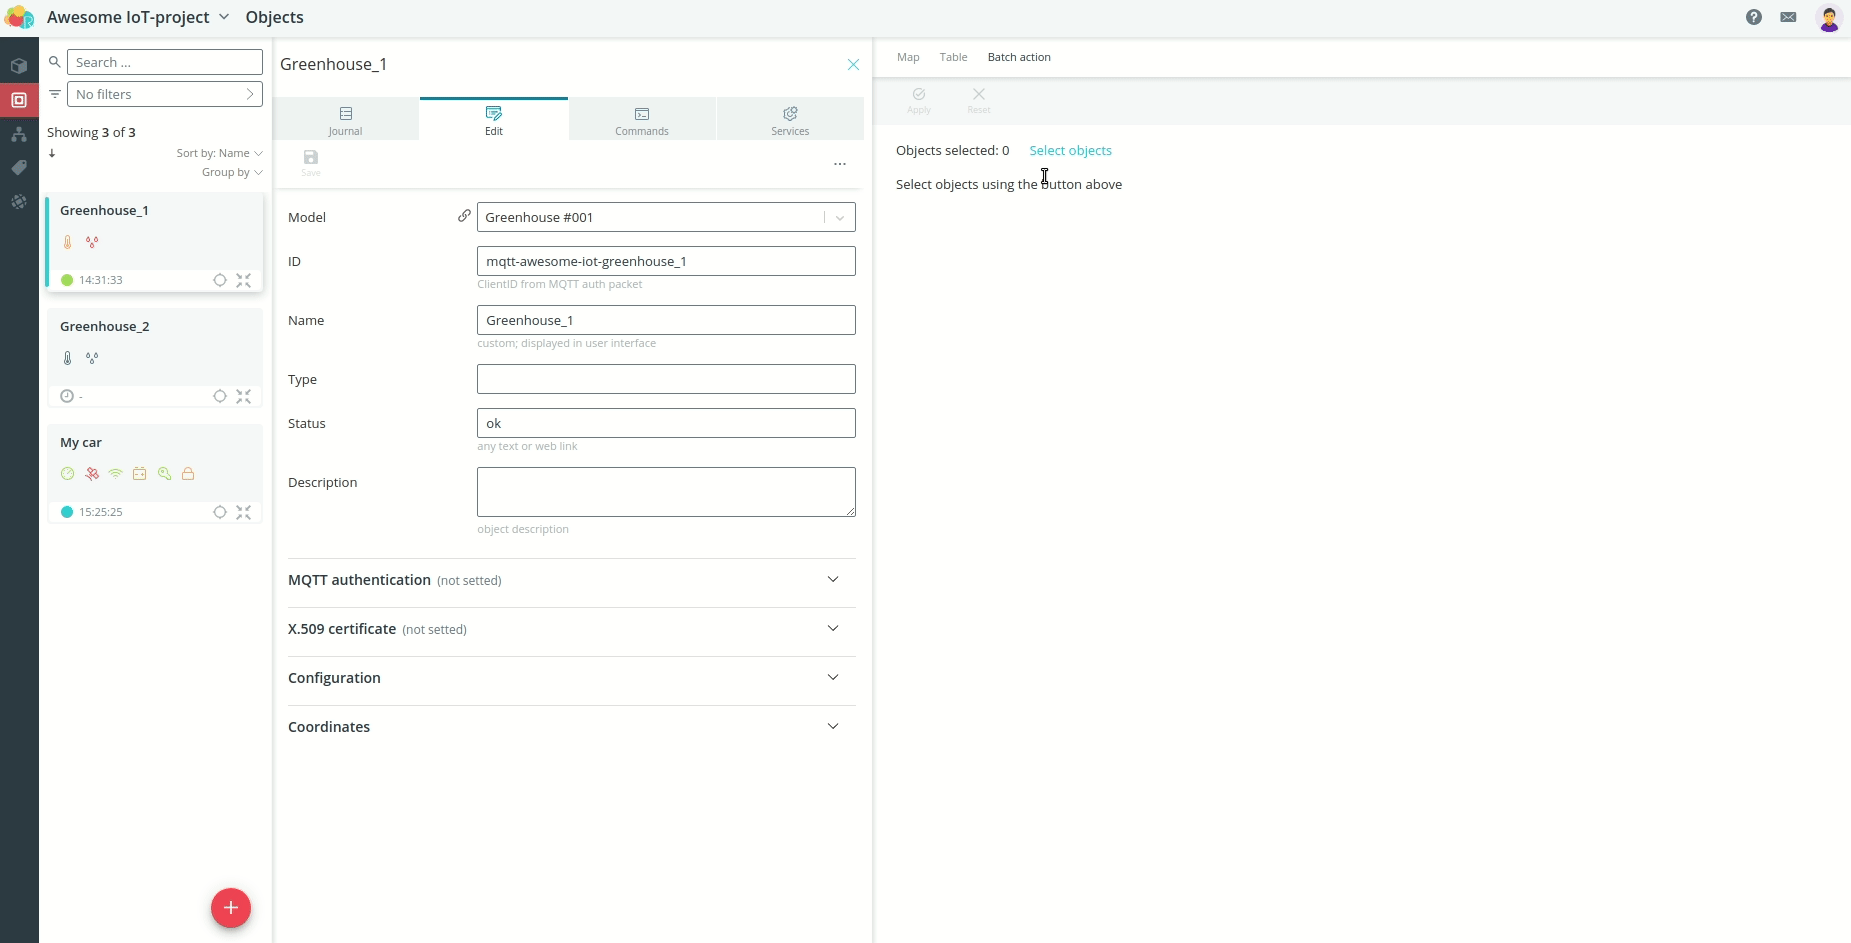 Awesome IoT-project
Objects
Search ...
No filters
Showing 3 of 3
Sort by: Name
Group by
Greenhouse_1
14:31:33
Greenhouse_2
-
My car
15:25:25
Greenhouse_1
Journal
Edit
Commands
Services
Save
...
Model
Greenhouse #001
ID
mqtt-awesome-iot-greenhouse_1
ClientID from MQTT auth packet
Name
Greenhouse_1
custom; displayed in user interface
Type
Status
ok
any text or web link
Description
object description
MQTT authentication (not setted)
X.509 certificate (not setted)
Configuration
Coordinates
Map
Table
Batch action
Apply
Reset
Objects selected: 0
Select objects
Select objects using the button above